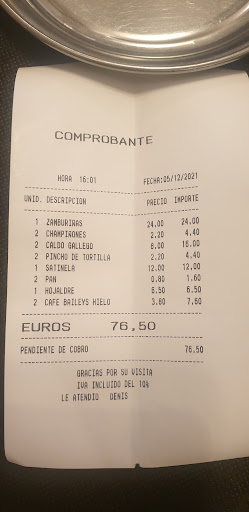 COMPROBANTE
HORA 16:01 FECHA:05/12/2021
UNID. DESCRIPCION PRECIO IMPORTE
1 ZAMBURIÑAS 24,00 24,00
2 CHAMPIÑONES 2,20 4,40
2 CALDO GALLEGO 8,00 16,00
2 PINCHO DE TORTILLA 2,20 4,40
1 SATINELA 12,00 12,00
2 PAN 0,80 1,60
1 HOJALDRE 6,50 6,50
2 CAFE BAILEYS HIELO 3,80 7,60
EUROS 76,50
PENDIENTE DE COBRO 76,50
GRACIAS POR SU VISITA
IVA INCLUIDO DEL 10%
LE ATENDIO DENIS